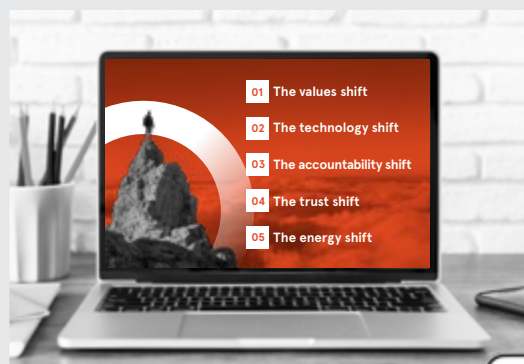 01 The values shift
02 The technology shift
03 The accountability shift
04 The trust shift
05 The energy shift